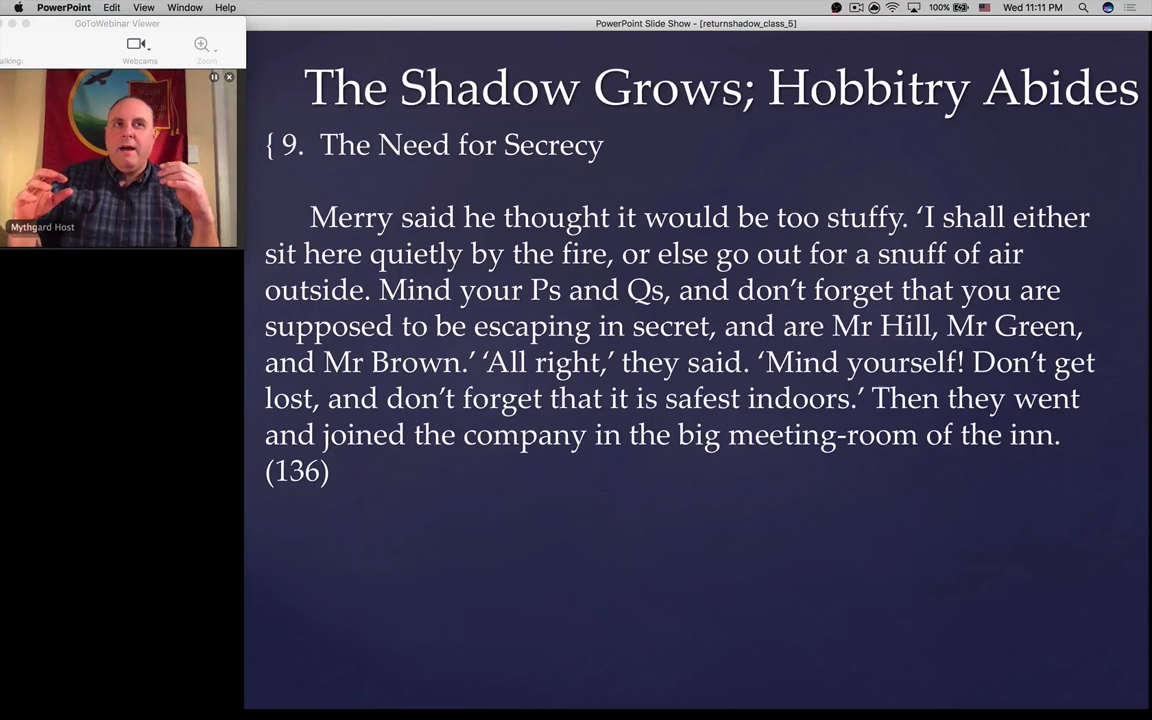 PowerPoint Edit View Window Help
100% Wed 11:11 PM
GoToWebinar Viewer
PowerPoint Slide Show - [returnshadow_class_5]
Webcams Zoom
alking:
Mythgard Host
The Shadow Grows; Hobbitry Abides
{ 9. The Need for Secrecy
Merry said he thought it would be too stuffy. ‘I shall either
sit here quietly by the fire, or else go out for a snuff of air
outside. Mind your Ps and Qs, and don’t forget that you are
supposed to be escaping in secret, and are Mr Hill, Mr Green,
and Mr Brown.’ ‘All right,’ they said. ‘Mind yourself! Don’t get
lost, and don’t forget that it is safest indoors.’ Then they went
and joined the company in the big meeting-room of the inn.
(136)